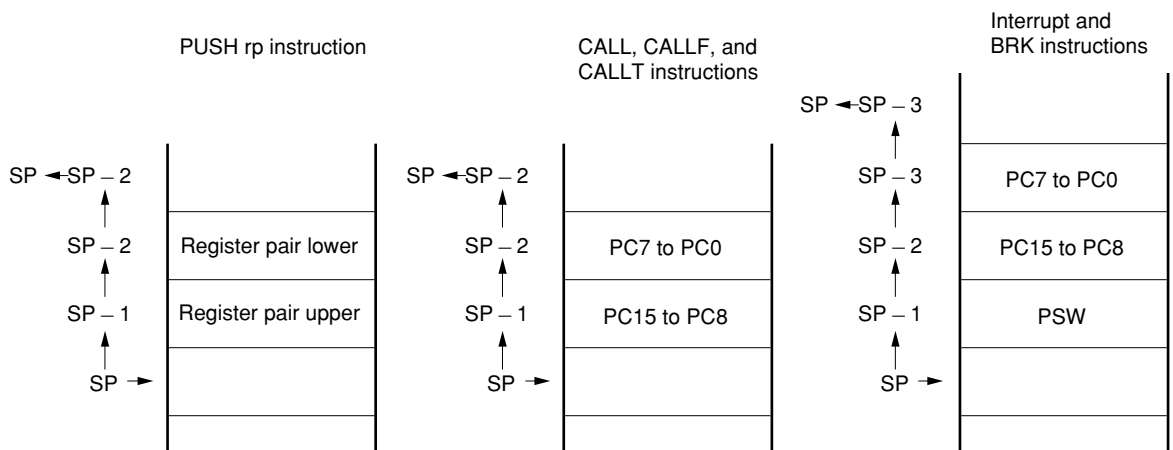 PUSH rp instruction
SP SP – 2
SP – 2
Register pair lower
SP – 1
Register pair upper
SP
CALL, CALLF, and
CALLT instructions
SP SP – 2
SP – 2
PC7 to PC0
SP – 1
PC15 to PC8
SP
Interrupt and
BRK instructions
SP SP – 3
SP – 3
PC7 to PC0
SP – 2
PC15 to PC8
SP – 1
PSW
SP